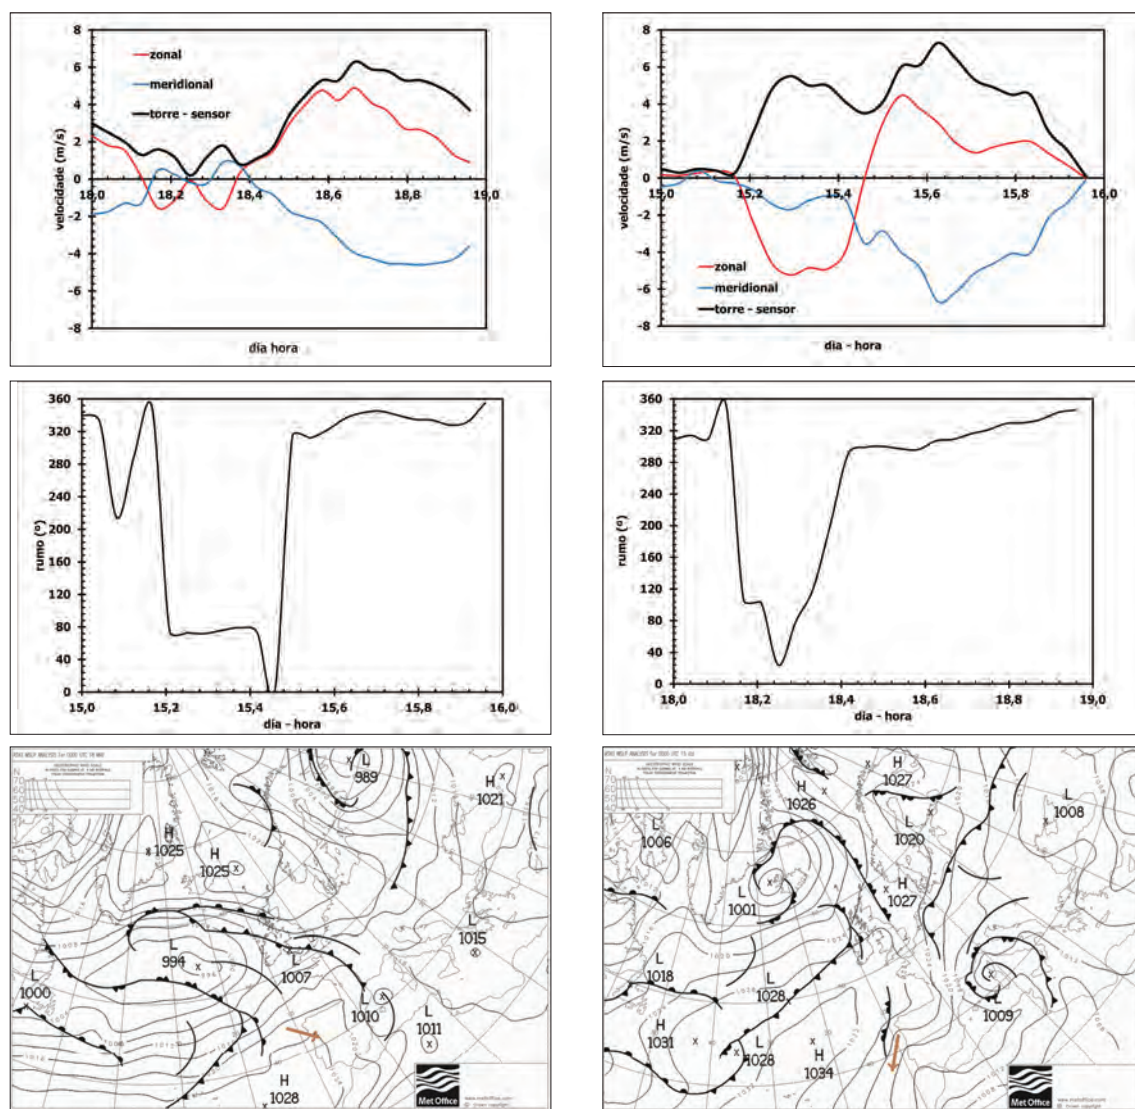 8
6
4
2
0
-2
-4
-6
-8
velocidade (m/s)
zonal
meridional
torre - sensor
18,0
18,2
18,4
18,6
18,8
19,0
dia hora
8
6
4
2
0
-2
-4
-6
-8
velocidade (m/s)
15,0
15,2
15,4
15,6
15,8
16,0
zonal
meridional
torre - sensor
dia - hora
360
320
280
240
200
160
120
80
40
0
rumo (º)
15,0
15,2
15,4
15,6
15,8
16,0
dia - hora
360
320
280
240
200
160
120
80
40
0
rumo (º)
18,0
18,2
18,4
18,6
18,8
19,0
dia - hora
L
989
H
1021
H
1025
H
1025
L
1015
L
994
L
1007
L
1000
L
1010
L
1011
H
1028
Met Office
H
1027
H
1026
L
1008
L
1006
L
1020
L
1001
H
1027
L
1018
L
1028
L
1009
H
1031
L
1028
H
1034
Met Office